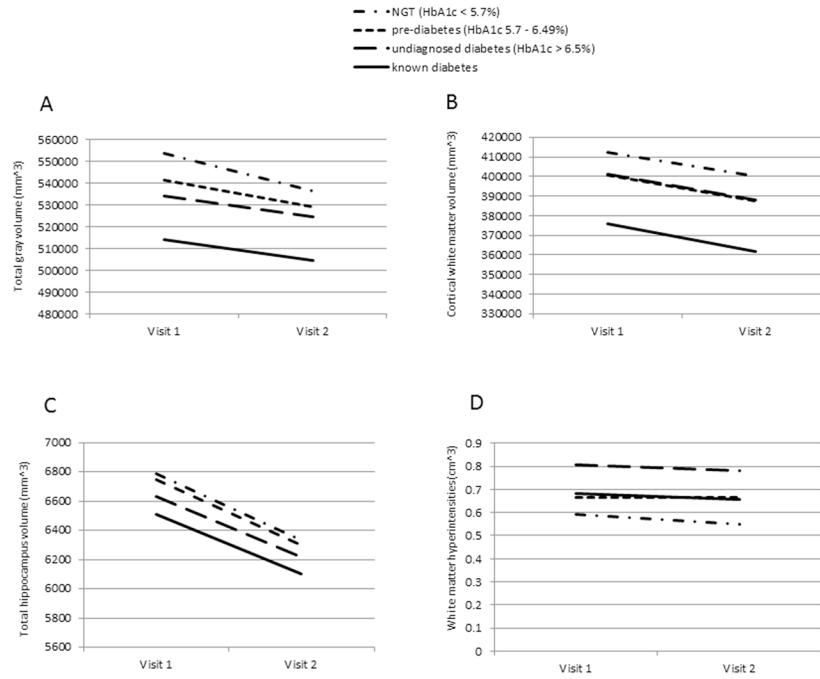 NGT (HbA1c < 5.7%)
pre-diabetes (HbA1c 5.7 - 6.49%)
undiagnosed diabetes (HbA1c > 6.5%)
known diabetes
A
Total gray volume (mm^3)
560000
550000
540000
530000
520000
510000
500000
490000
480000
Visit 1
Visit 2
B
Cortical white matter volume (mm^3)
420000
410000
400000
390000
380000
370000
360000
350000
340000
330000
Visit 1
Visit 2
C
Total hippocampus volume (mm^3)
7000
6800
6600
6400
6200
6000
5800
5600
Visit 1
Visit 2
D
White matter hyperintensities (cm^3)
0.9
0.8
0.7
0.6
0.5
0.4
0.3
0.2
0.1
0
Visit 1
Visit 2